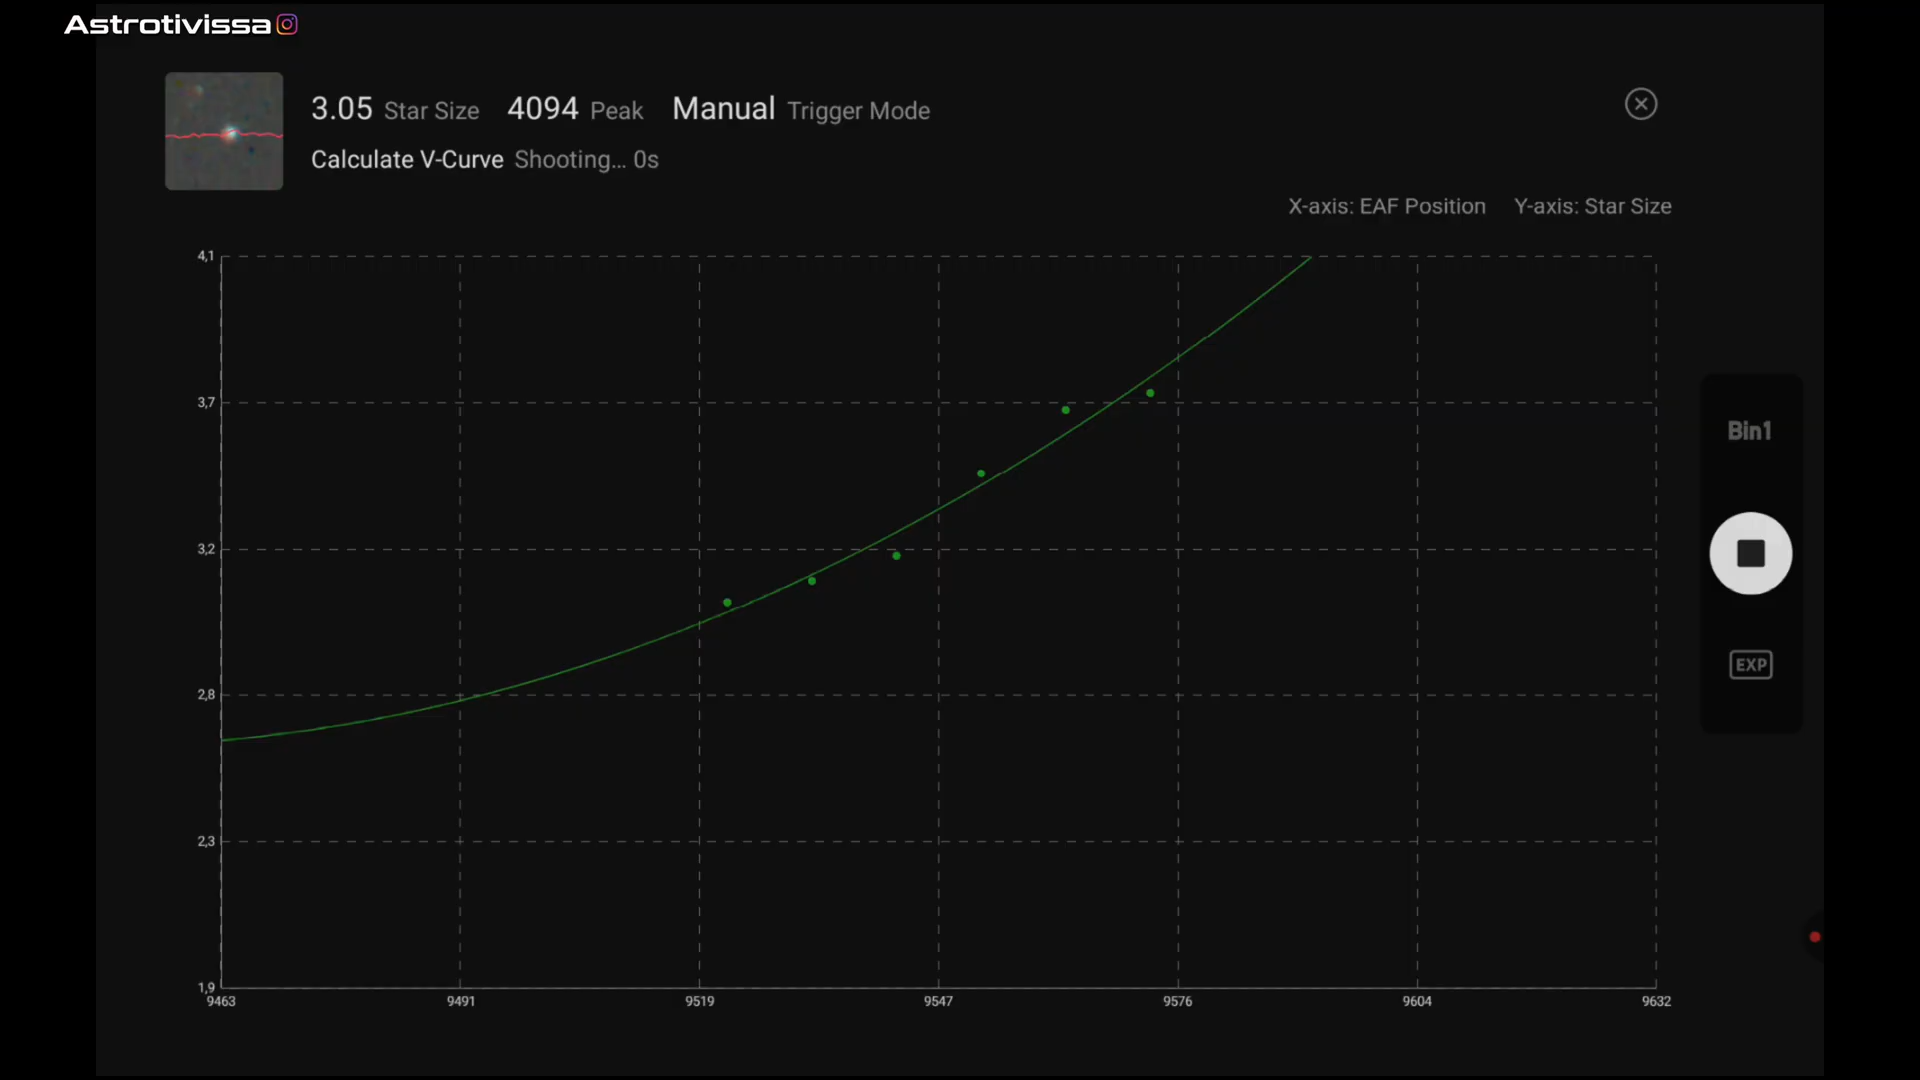 Astrotivissa
3.05 Star Size 4094 Peak Manual Trigger Mode
Calculate V-Curve Shooting... 0s
X-axis: EAF Position Y-axis: Star Size
4,1
3,7
3,2
2,8
2,3
1,9
9463 9491 9519 9547 9576 9604 9632
Bin1
EXP